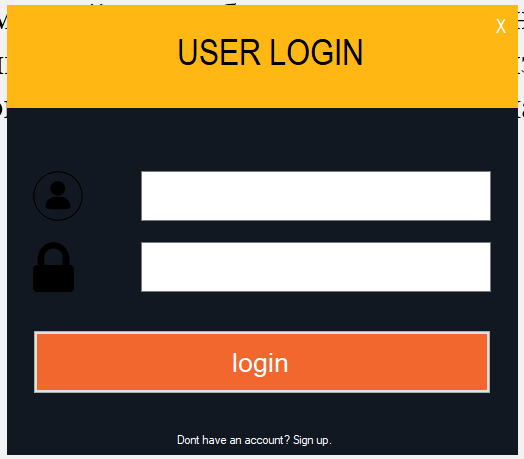 USER LOGIN
X
login
Dont have an account? Sign up.